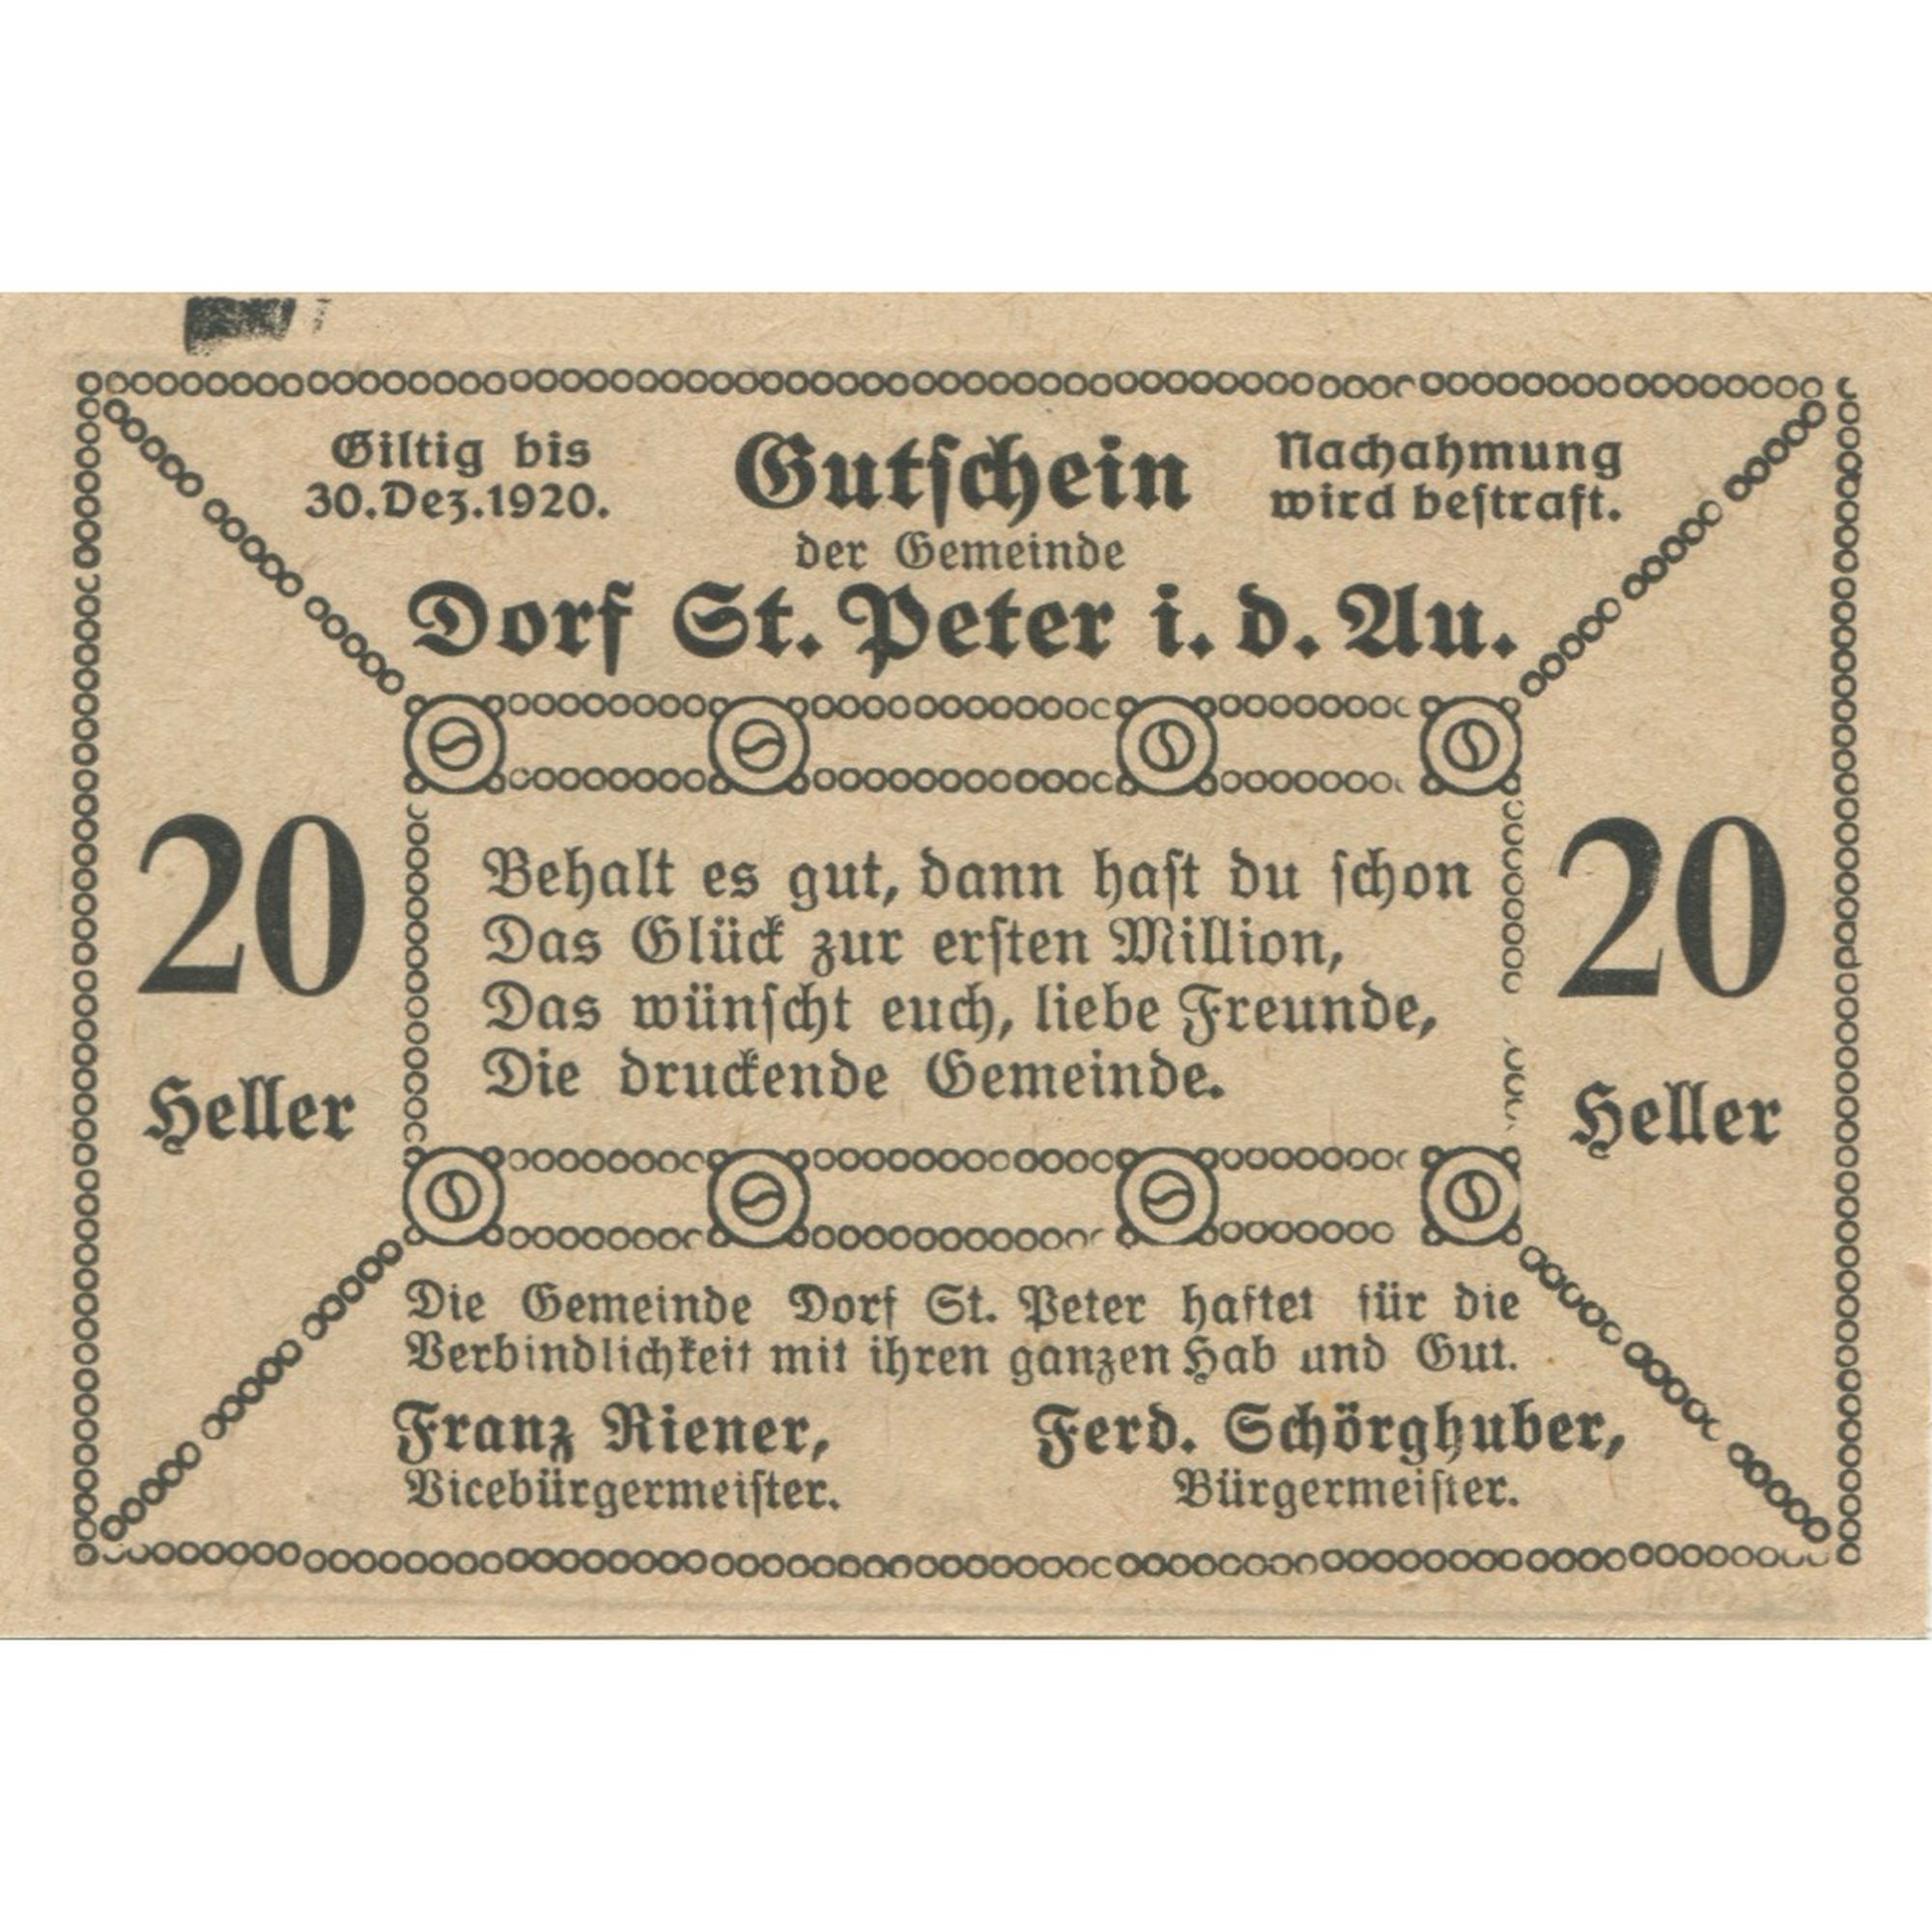 Giltig bis
30. Dez. 1920.
Gutschein
Nachahmung
wird bestraft.
der Gemeinde
Dorf St. Peter i. d. Au.
20
Heller
Behalt es gut, dann hast du schon
Das Glück zur ersten Million,
Das wünscht euch, liebe Freunde,
Die druckende Gemeinde.
20
Heller
Die Gemeinde Dorf St. Peter haftet für die
Verbindlichkeit mit ihren ganzen Hab und Gut.
Franz Riener,
Vicebürgermeister.
Ferd. Schörghuber,
Bürgermeister.